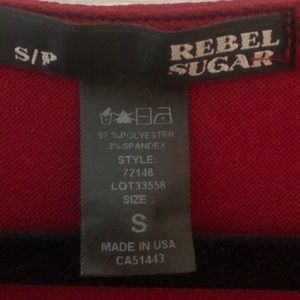 S/P
REBEL
SUGAR
97 %POLYESTER
3%SPANDEX
STYLE:
72146
LOT33556
SIZE :
S
MADE IN USA
CA51443